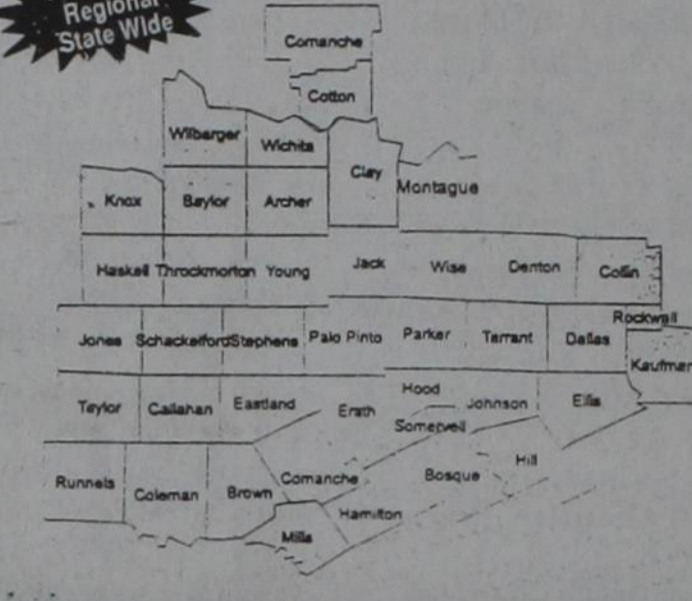 Regional
State Wide
Comanche
Cotton
Wilbarger
Wichita
Clay
Montague
Knox
Baylor
Archer
Haskell
Throckmorton
Young
Jack
Wise
Denton
Collin
Rockwall
Jones
Schackelford
Stephens
Palo Pinto
Parker
Tarrant
Dallas
Kaufman
Taylor
Callahan
Eastland
Erath
Hood
Johnson
Ellis
Somervell
Runnels
Coleman
Brown
Comanche
Bosque
Hill
Hamilton
Mills